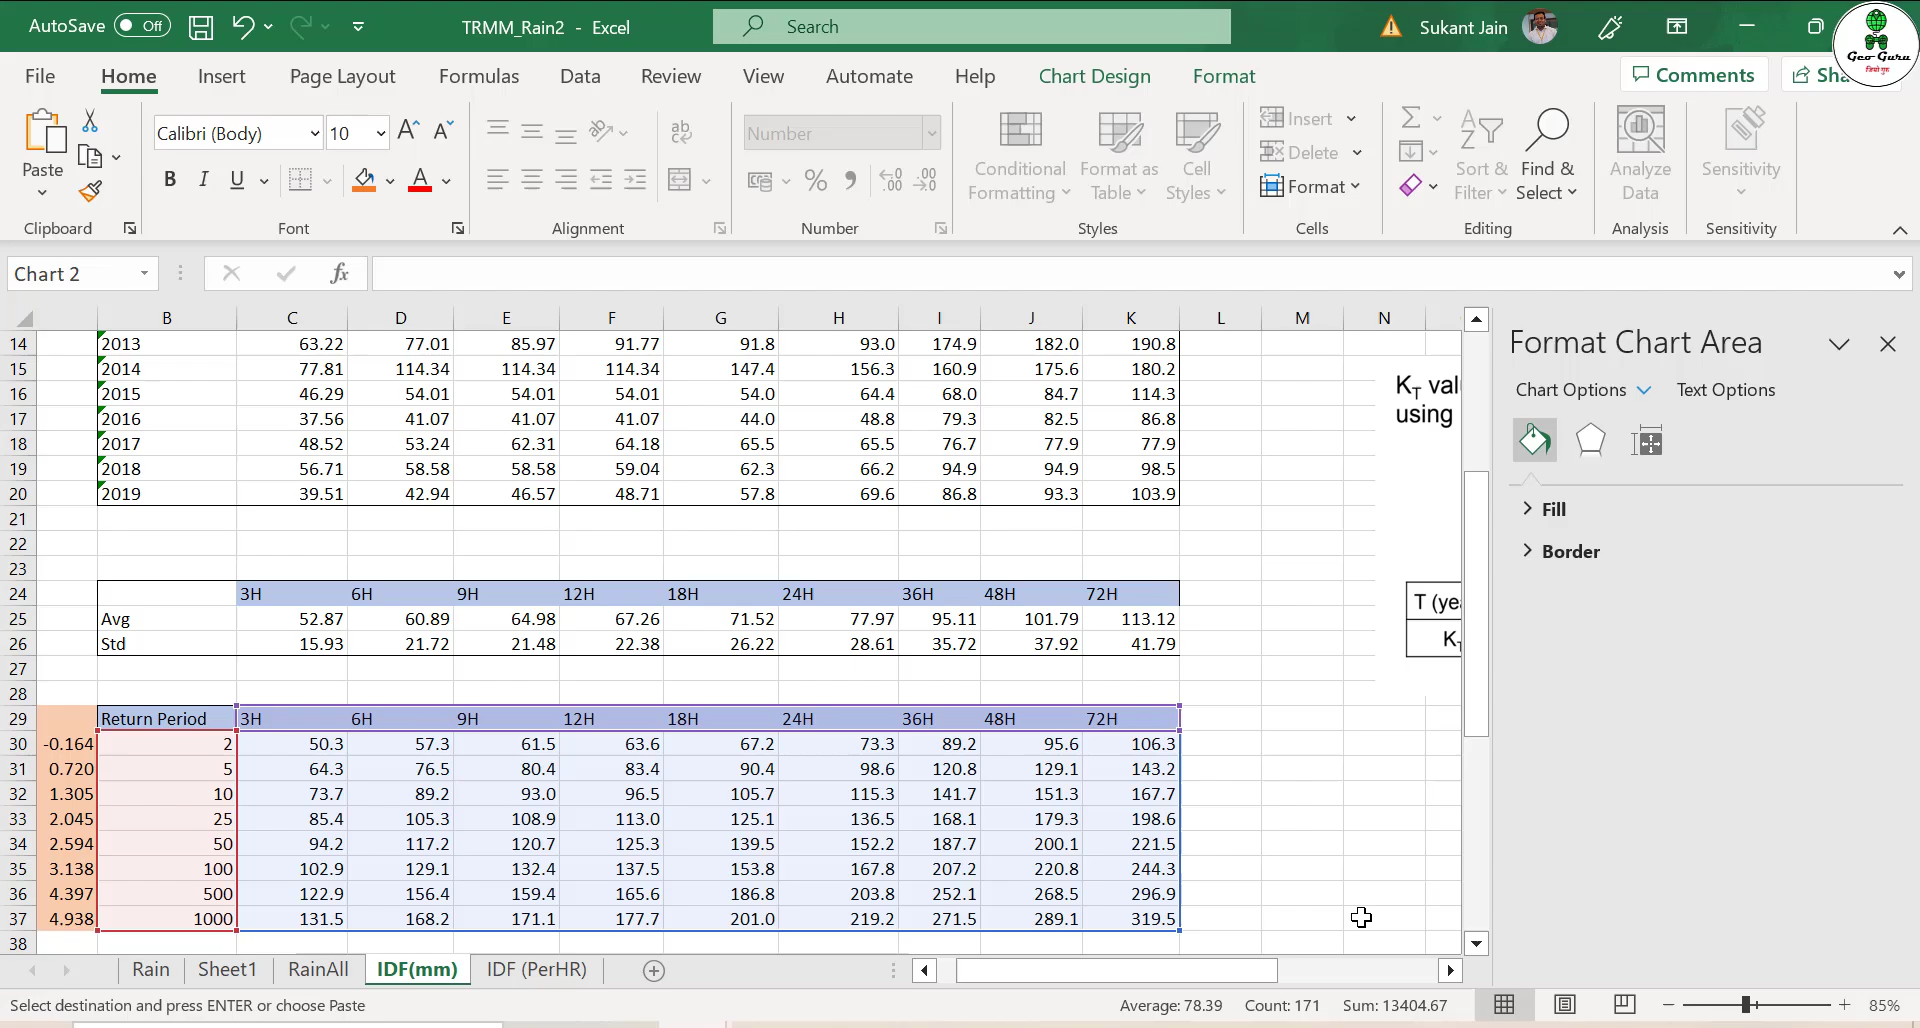 AutoSave Off TRMM_Rain2 - Excel Search Sukant Jain
Geo Guru
जियो गुरू
File Home Insert Page Layout Formulas Data Review View Automate Help Chart Design Format Comments
Paste Calibri (Body) 10 ab Number Conditional Formatting Format as Table Cell Styles Insert Delete Format Sort & Filter Find & Select Analyze Data Sensitivity
Clipboard Font Alignment Number Styles Cells Editing Analysis Sensitivity
Chart 2 fx
B C D E F G H I J K L M N
14 2013 63.22 77.01 85.97 91.77 91.8 93.0 174.9 182.0 190.8
15 2014 77.81 114.34 114.34 114.34 147.4 156.3 160.9 175.6 180.2
16 2015 46.29 54.01 54.01 54.01 54.0 64.4 68.0 84.7 114.3
17 2016 37.56 41.07 41.07 41.07 44.0 48.8 79.3 82.5 86.8
18 2017 48.52 53.24 62.31 64.18 65.5 65.5 76.7 77.9 77.9
19 2018 56.71 58.58 58.58 59.04 62.3 66.2 94.9 94.9 98.5
20 2019 39.51 42.94 46.57 48.71 57.8 69.6 86.8 93.3 103.9
21
22
23
24 3H 6H 9H 12H 18H 24H 36H 48H 72H
25 Avg 52.87 60.89 64.98 67.26 71.52 77.97 95.11 101.79 113.12
26 Std 15.93 21.72 21.48 22.38 26.22 28.61 35.72 37.92 41.79
27
28
29 Return Period 3H 6H 9H 12H 18H 24H 36H 48H 72H
30 -0.164 2 50.3 57.3 61.5 63.6 67.2 73.3 89.2 95.6 106.3
31 0.720 5 64.3 76.5 80.4 83.4 90.4 98.6 120.8 129.1 143.2
32 1.305 10 73.7 89.2 93.0 96.5 105.7 115.3 141.7 151.3 167.7
33 2.045 25 85.4 105.3 108.9 113.0 125.1 136.5 168.1 179.3 198.6
34 2.594 50 94.2 117.2 120.7 125.3 139.5 152.2 187.7 200.1 221.5
35 3.138 100 102.9 129.1 132.4 137.5 153.8 167.8 207.2 220.8 244.3
36 4.397 500 122.9 156.4 159.4 165.6 186.8 203.8 252.1 268.5 296.9
37 4.938 1000 131.5 168.2 171.1 177.7 201.0 219.2 271.5 289.1 319.5
38
KT val
using
T (ye
KT
Format Chart Area
Chart Options Text Options
Fill
Border
Rain Sheet1 RainAll IDF(mm) IDF (PerHR)
Select destination and press ENTER or choose Paste Average: 78.39 Count: 171 Sum: 13404.67 85%